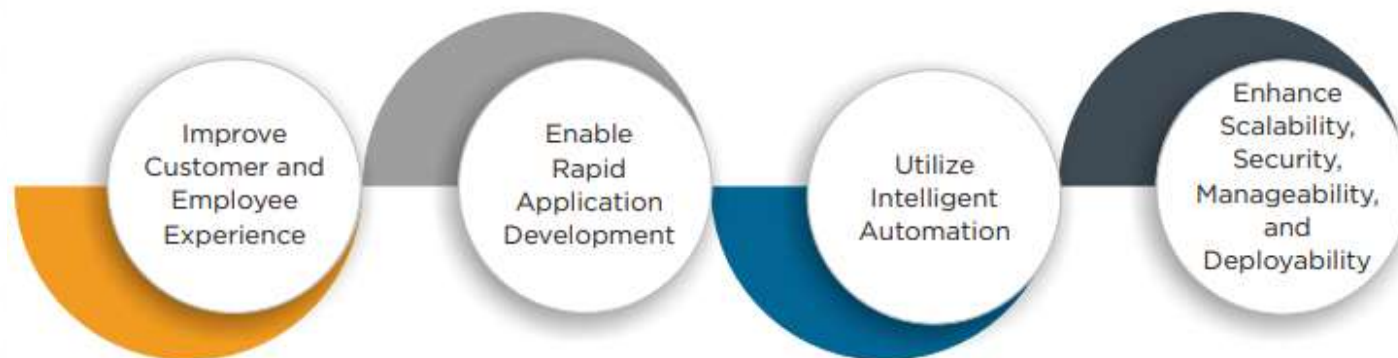 Improve
Customer and
Employee
Experience
Enable
Rapid
Application
Development
Utilize
Intelligent
Automation
Enhance
Scalability,
Security,
Manageability,
and
Deployability